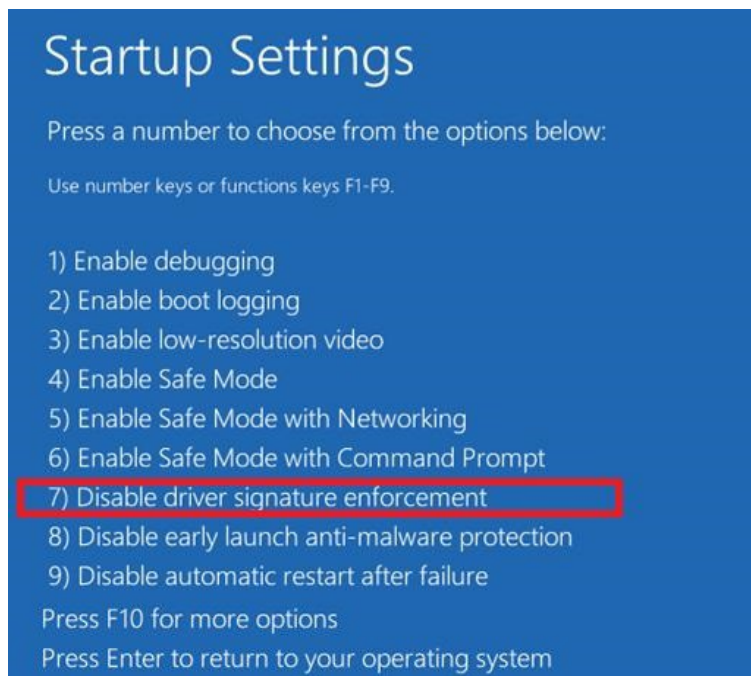 Startup Settings
Press a number to choose from the options below:
Use number keys or functions keys F1-F9.
1) Enable debugging
2) Enable boot logging
3) Enable low-resolution video
4) Enable Safe Mode
5) Enable Safe Mode with Networking
6) Enable Safe Mode with Command Prompt
7) Disable driver signature enforcement
8) Disable early launch anti-malware protection
9) Disable automatic restart after failure
Press F10 for more options
Press Enter to return to your operating system